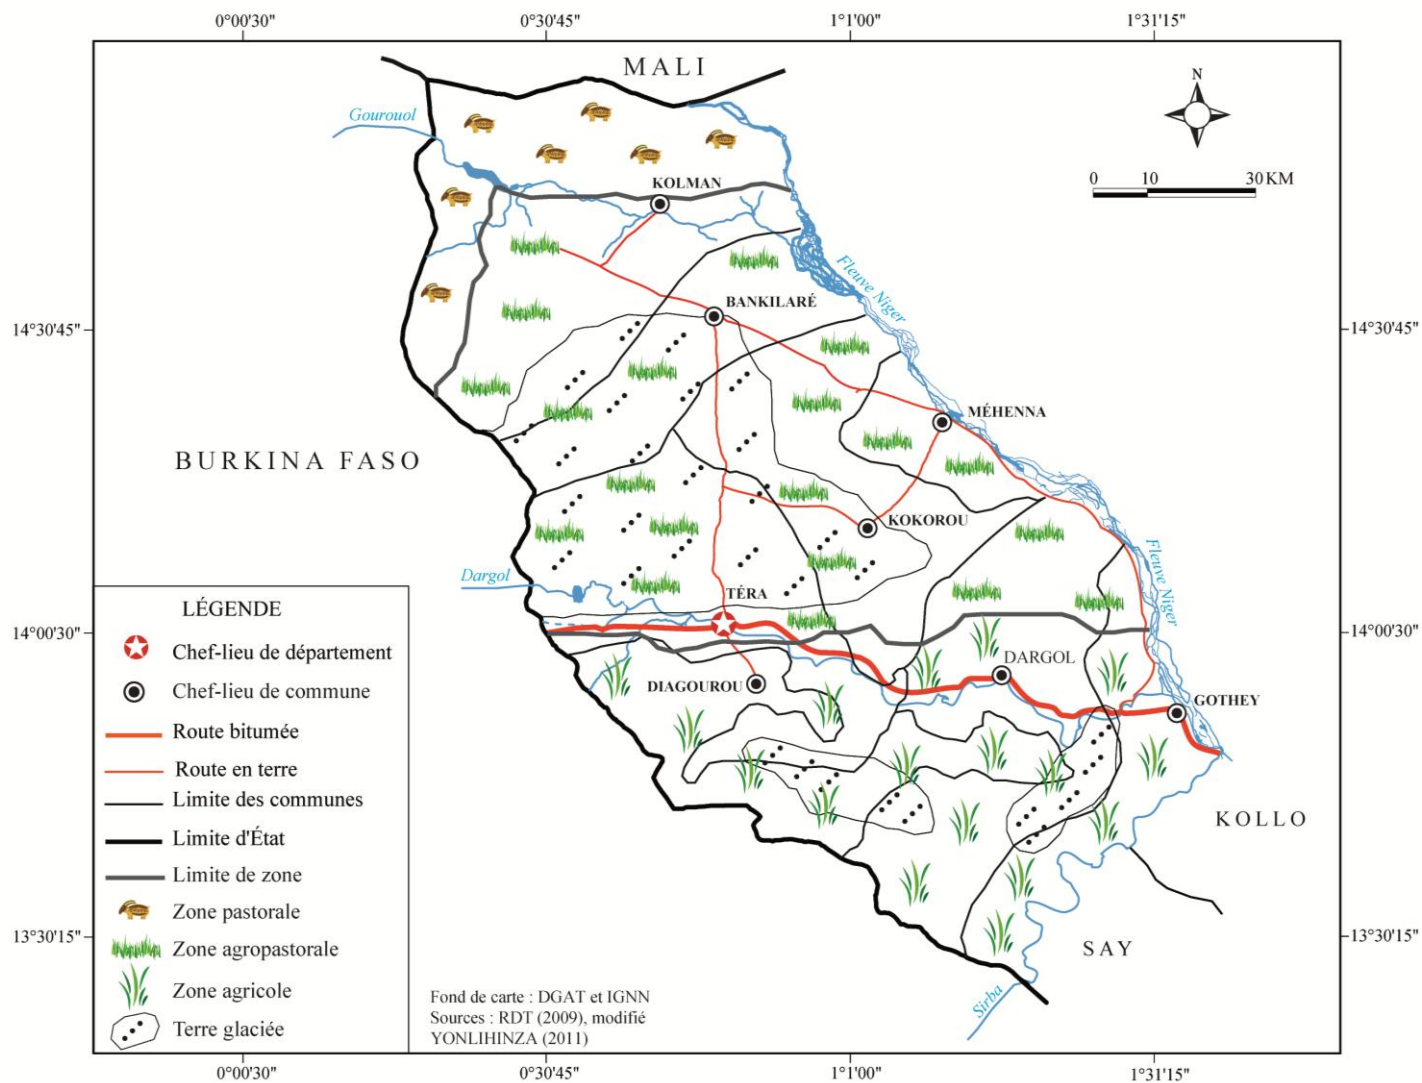 0°00'30"
0°30'45"
1°1'00"
1°31'15"
MALI
N
Gourouol
0 10 30 KM
KOLMAN
Fleuve Niger
BANKILARÉ
14°30'45"
14°30'45"
MÉHENNA
BURKINA FASO
KOKOROU
Fleuve Niger
Dargol
TÉRA
LÉGENDE
14°00'30"
14°00'30"
Chef-lieu de département
DARGOL
DIAGOUROU
Chef-lieu de commune
GOTHEY
Route bitumée
Route en terre
Limite des communes
KOLLO
Limite d'État
Limite de zone
Zone pastorale
13°30'15"
13°30'15"
Zone agropastorale
SAY
Zone agricole
Sirba
Terre glaciée
Fond de carte : DGAT et IGNN
Sources : RDT (2009), modifié
YONLIHINZA (2011)
0°00'30"
0°30'45"
1°1'00"
1°31'15"